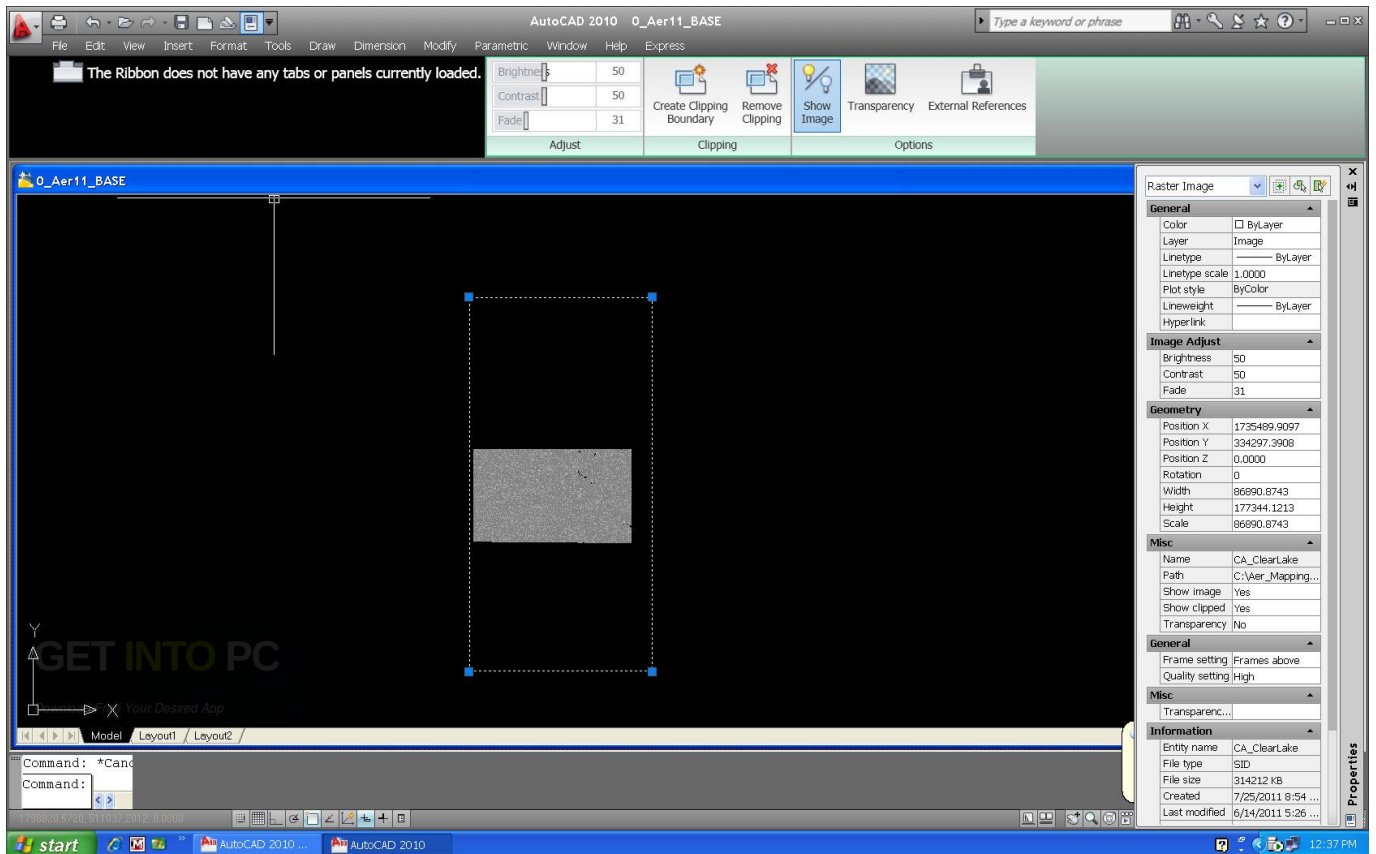 AutoCAD 2010 0_Aer11_BASE
Type a keyword or phrase
File Edit View Insert Format Tools Draw Dimension Modify Parametric Window Help Express
The Ribbon does not have any tabs or panels currently loaded.
Brightness 50
Contrast 50
Fade 31
Create Clipping Boundary
Remove Clipping
Show Image
Transparency
External References
Adjust
Clipping
Options
0_Aer11_BASE
Raster Image
General
Color ByLayer
Layer Image
Linetype ByLayer
Linetype scale 1.0000
Plot style ByColor
Lineweight ByLayer
Hyperlink
Image Adjust
Brightness 50
Contrast 50
Fade 31
Geometry
Position X 1735489.9097
Position Y 334297.3908
Position Z 0.0000
Rotation 0
Width 86890.8743
Height 177344.1213
Scale 86890.8743
Misc
Name CA_ClearLake
Path C:\Aer_Mapping...
Show image Yes
Show clipped Yes
Transparency No
General
Frame setting Frames above
Quality setting High
Misc
Transparenc...
Information
Entity name CA_ClearLake
File type SID
File size 314212 KB
Created 7/25/2011 8:54 ...
Last modified 6/14/2011 5:26 ...
Properties
Y
GET INTO PC
Download Free Your Desired App
X
Model Layout1 Layout2
Command: *Canc
Command:
1798820.5720, 511037.2012, 0.0000
start
AutoCAD 2010 ...
AutoCAD 2010
12:37 PM